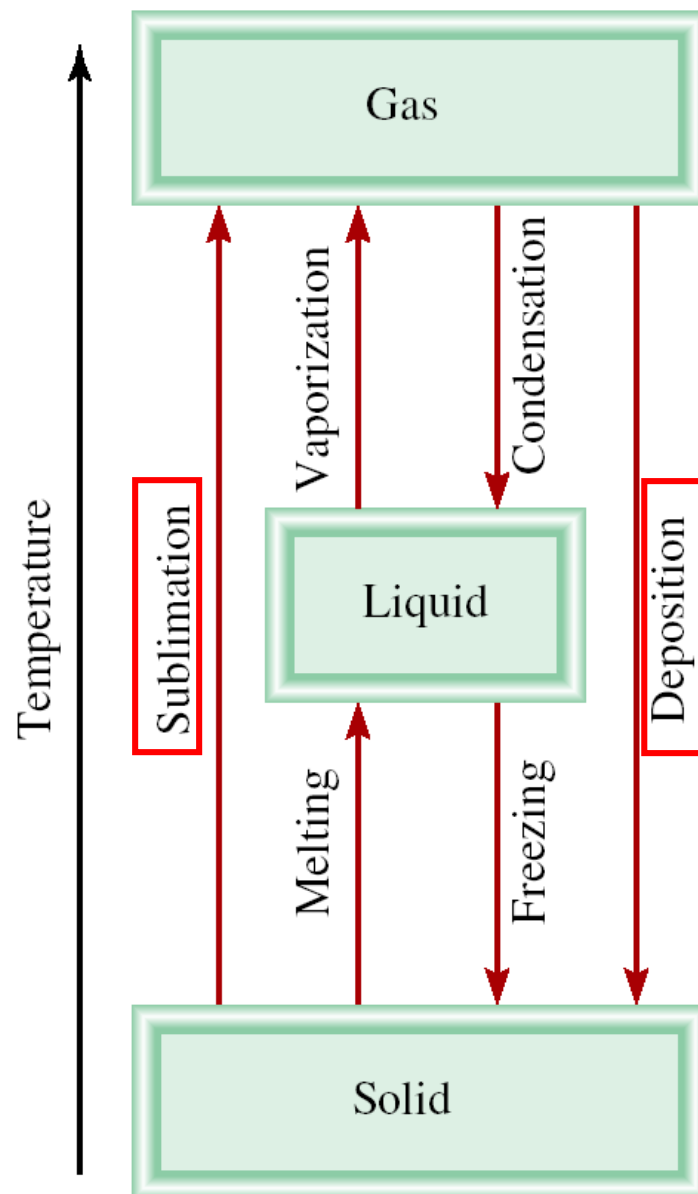 Gas
Vaporization
Condensation
Temperature
Sublimation
Liquid
Deposition
Melting
Freezing
Solid